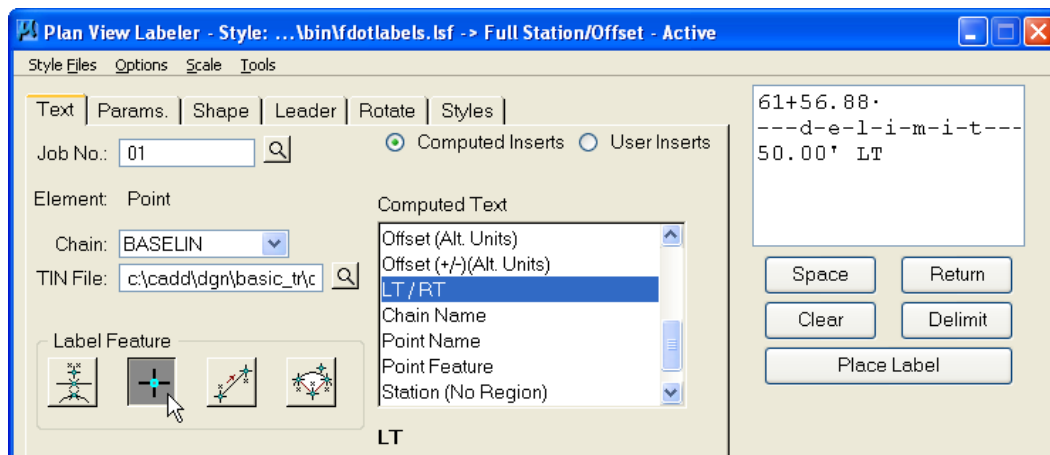 Plan View Labeler - Style: ...\bin\fdotlabels.lsf -> Full Station/Offset - Active
Style Files Options Scale Tools
Text Params. Shape Leader Rotate Styles
Job No.: 01
Computed Inserts User Inserts
Element: Point
Chain: BASELIN
TIN File: c:\cadd\dgn\basic_tr\c
Label Feature
Computed Text
Offset (Alt. Units)
Offset (+/-)(Alt. Units)
LT / RT
Chain Name
Point Name
Point Feature
Station (No Region)
LT
61+56.88·
---d-e-l-i-m-i-t---
50.00' LT
Space Return
Clear Delimit
Place Label